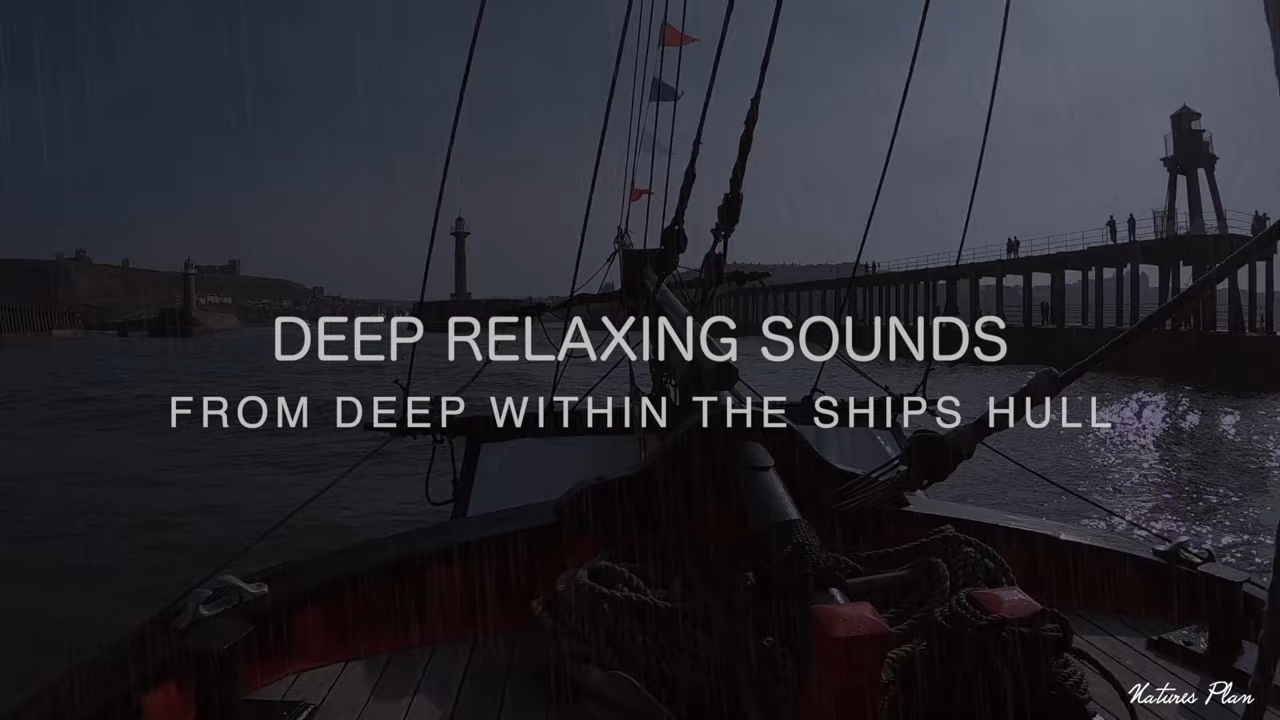 DEEP RELAXING SOUNDS
FROM DEEP WITHIN THE SHIPS HULL
Natures Plan